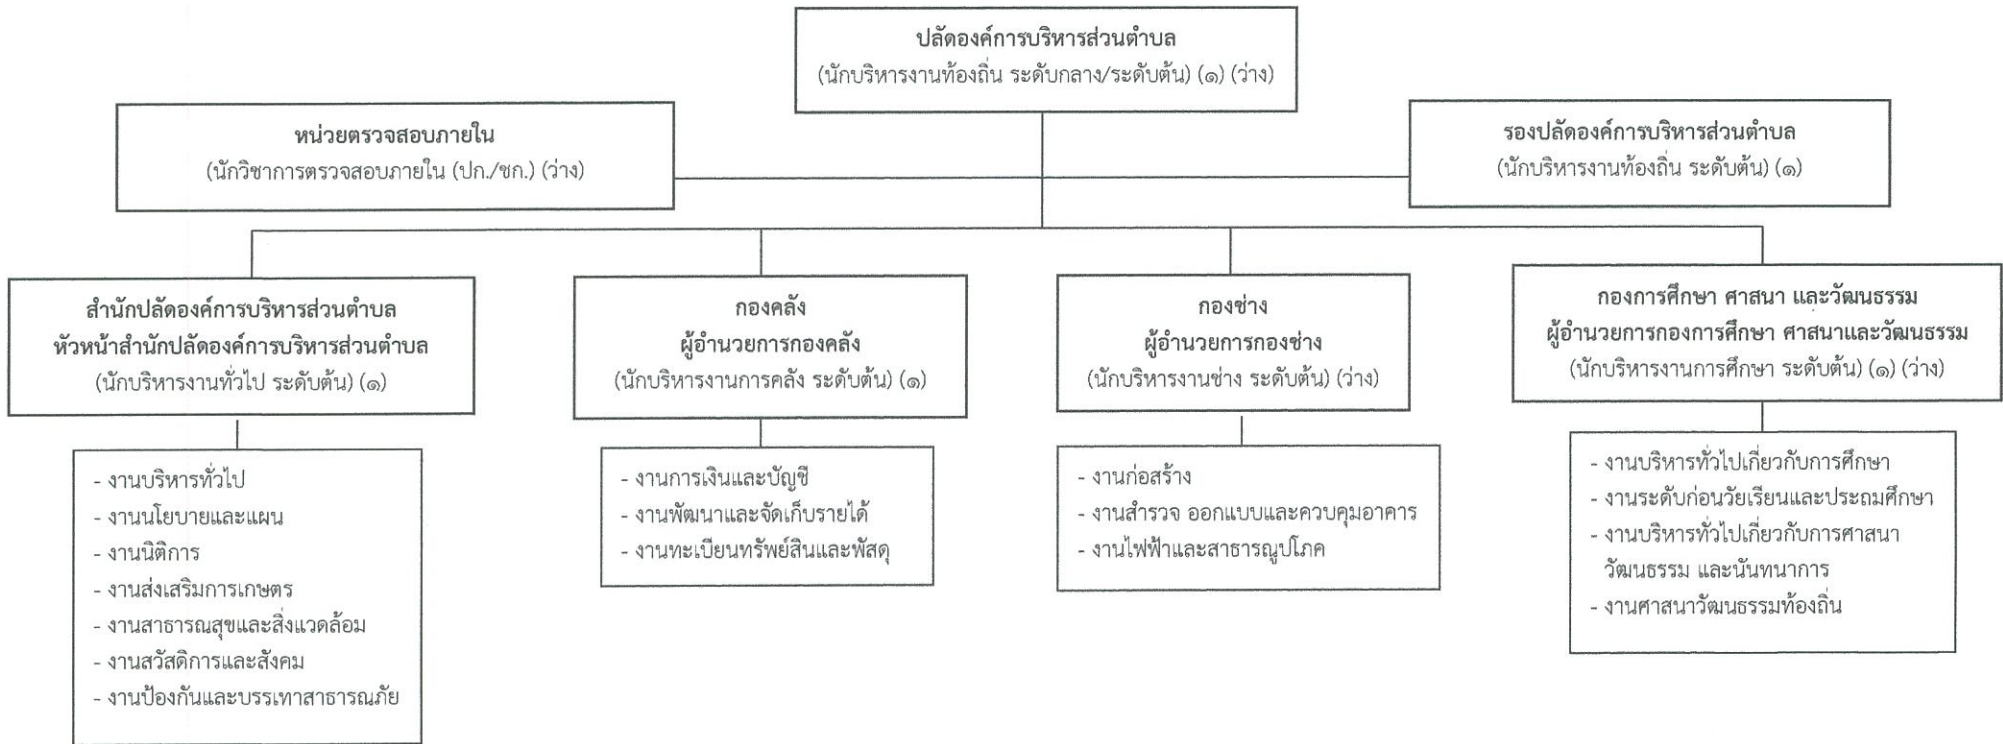 ปลัดองค์การบริหารส่วนตำบล
(นักบริหารงานท้องถิ่น ระดับกลาง/ระดับต้น) (๑) (ว่าง)
หน่วยตรวจสอบภายใน
(นักวิชาการตรวจสอบภายใน (ปก./ชก.) (ว่าง)
รองปลัดองค์การบริหารส่วนตำบล
(นักบริหารงานท้องถิ่น ระดับต้น) (๑)
สำนักปลัดองค์การบริหารส่วนตำบล
หัวหน้าสำนักปลัดองค์การบริหารส่วนตำบล
(นักบริหารงานทั่วไป ระดับต้น) (๑)
กองคลัง
ผู้อำนวยการกองคลัง
(นักบริหารงานการคลัง ระดับต้น) (๑)
กองช่าง
ผู้อำนวยการกองช่าง
(นักบริหารงานช่าง ระดับต้น) (ว่าง)
กองการศึกษา ศาสนา และวัฒนธรรม
ผู้อำนวยการกองการศึกษา ศาสนาและวัฒนธรรม
(นักบริหารงานการศึกษา ระดับต้น) (๑) (ว่าง)
- งานบริหารทั่วไป
- งานนโยบายและแผน
- งานนิติการ
- งานส่งเสริมการเกษตร
- งานสาธารณสุขและสิ่งแวดล้อม
- งานสวัสดิการและสังคม
- งานป้องกันและบรรเทาสาธารณภัย
- งานการเงินและบัญชี
- งานพัฒนาและจัดเก็บรายได้
- งานทะเบียนทรัพย์สินและพัสดุ
- งานก่อสร้าง
- งานสำรวจ ออกแบบและควบคุมอาคาร
- งานไฟฟ้าและสาธารณูปโภค
- งานบริหารทั่วไปเกี่ยวกับการศึกษา
- งานระดับก่อนวัยเรียนและประถมศึกษา
- งานบริหารทั่วไปเกี่ยวกับการศาสนา
วัฒนธรรม และนันทนาการ
- งานศาสนาวัฒนธรรมท้องถิ่น